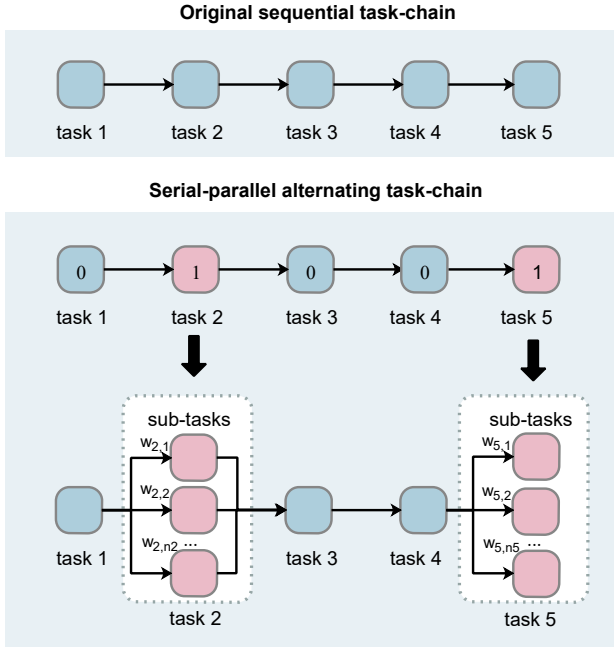 Original sequential task-chain
task 1 task 2 task 3 task 4 task 5
Serial-parallel alternating task-chain
0 1 0 0 1
task 1 task 2 task 3 task 4 task 5
sub-tasks sub-tasks
w2,1 w5,1
w2,2 w5,2
w2,n2 ... w5,n5 ...
task 1 task 3 task 4
task 2 task 5